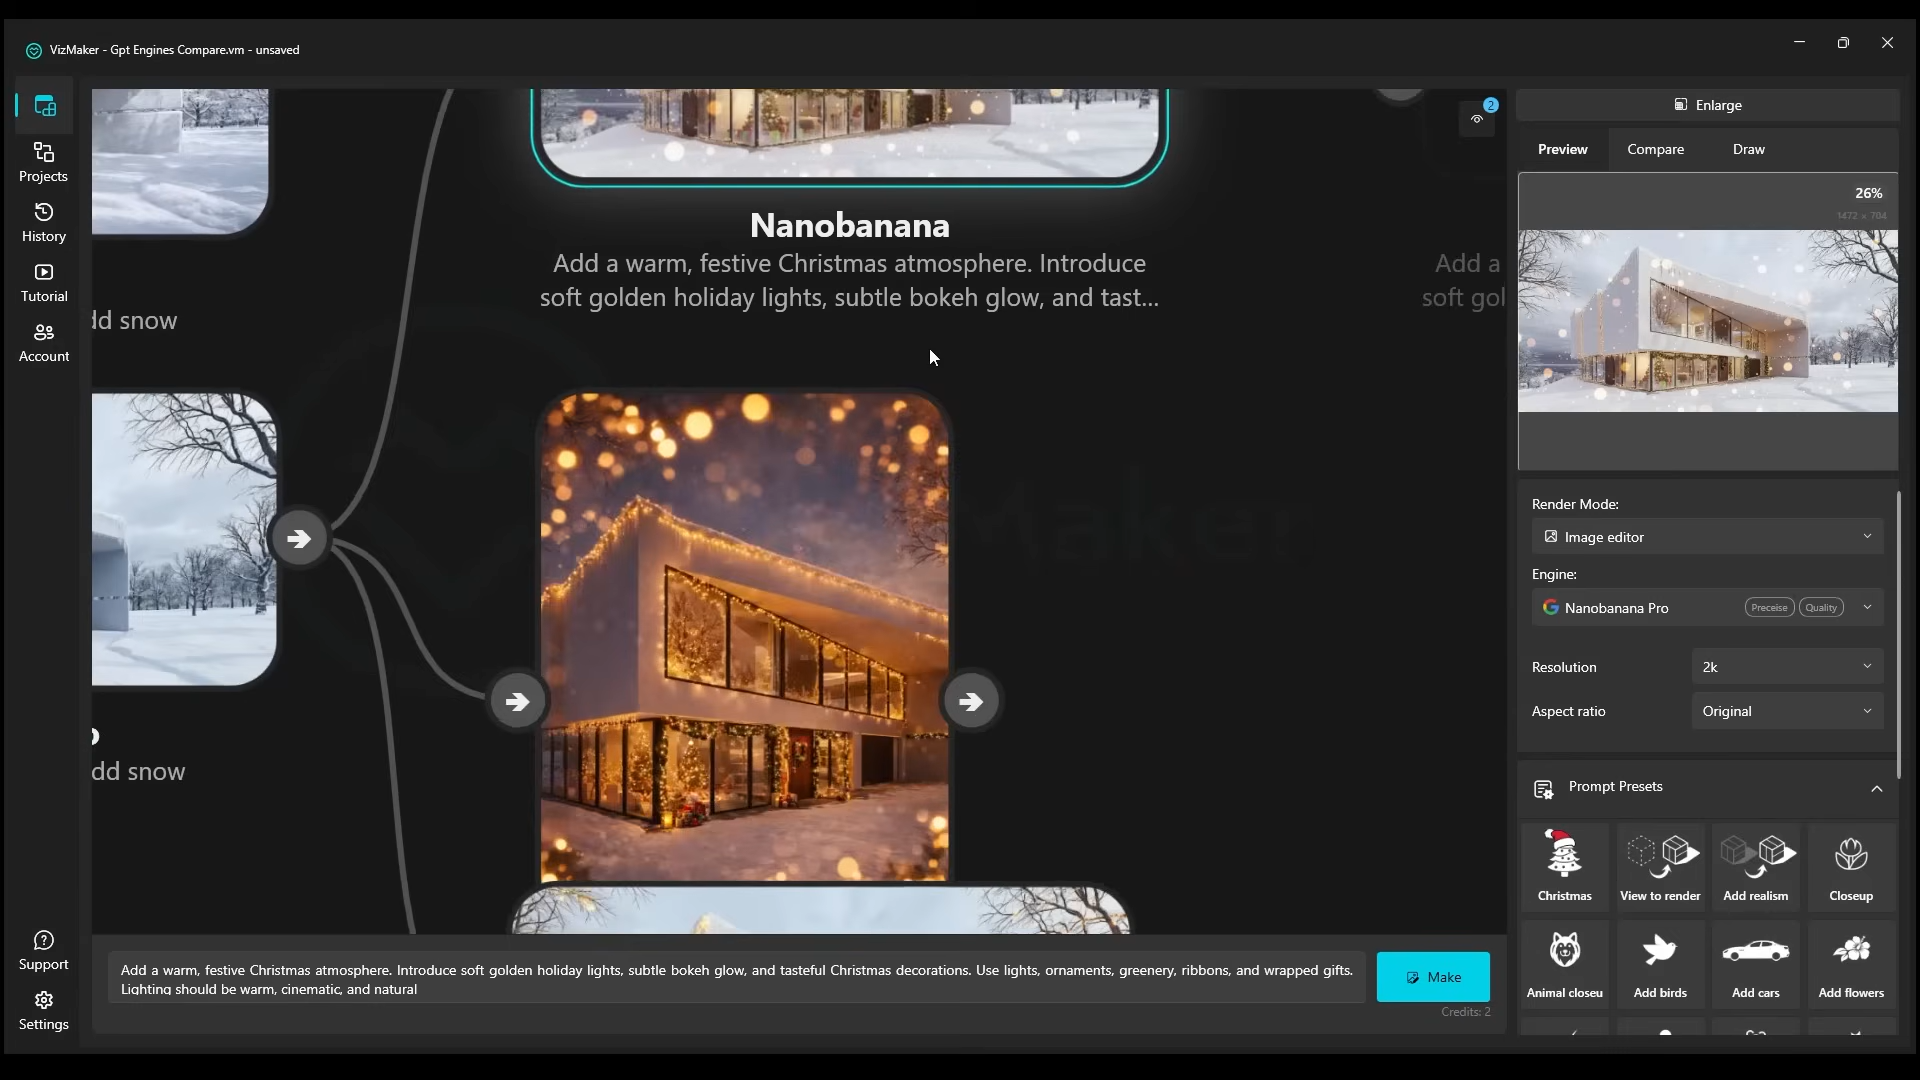 VizMaker - Gpt Engines Compare.vm - unsaved
Projects
History
Tutorial
Account
Support
Settings
dd snow
dd snow
Nanobanana
Add a warm, festive Christmas atmosphere. Introduce
soft golden holiday lights, subtle bokeh glow, and tast...
Add a
soft gol
2
Add a warm, festive Christmas atmosphere. Introduce soft golden holiday lights, subtle bokeh glow, and tasteful Christmas decorations. Use lights, ornaments, greenery, ribbons, and wrapped gifts.
Lighting should be warm, cinematic, and natural
Make
Credits: 2
Enlarge
Preview
Compare
Draw
26%
1472 x 704
Render Mode:
Image editor
Engine:
Nanobanana Pro
Preceise
Quality
Resolution
2k
Aspect ratio
Original
Prompt Presets
Christmas
View to render
Add realism
Closeup
Animal closeu
Add birds
Add cars
Add flowers